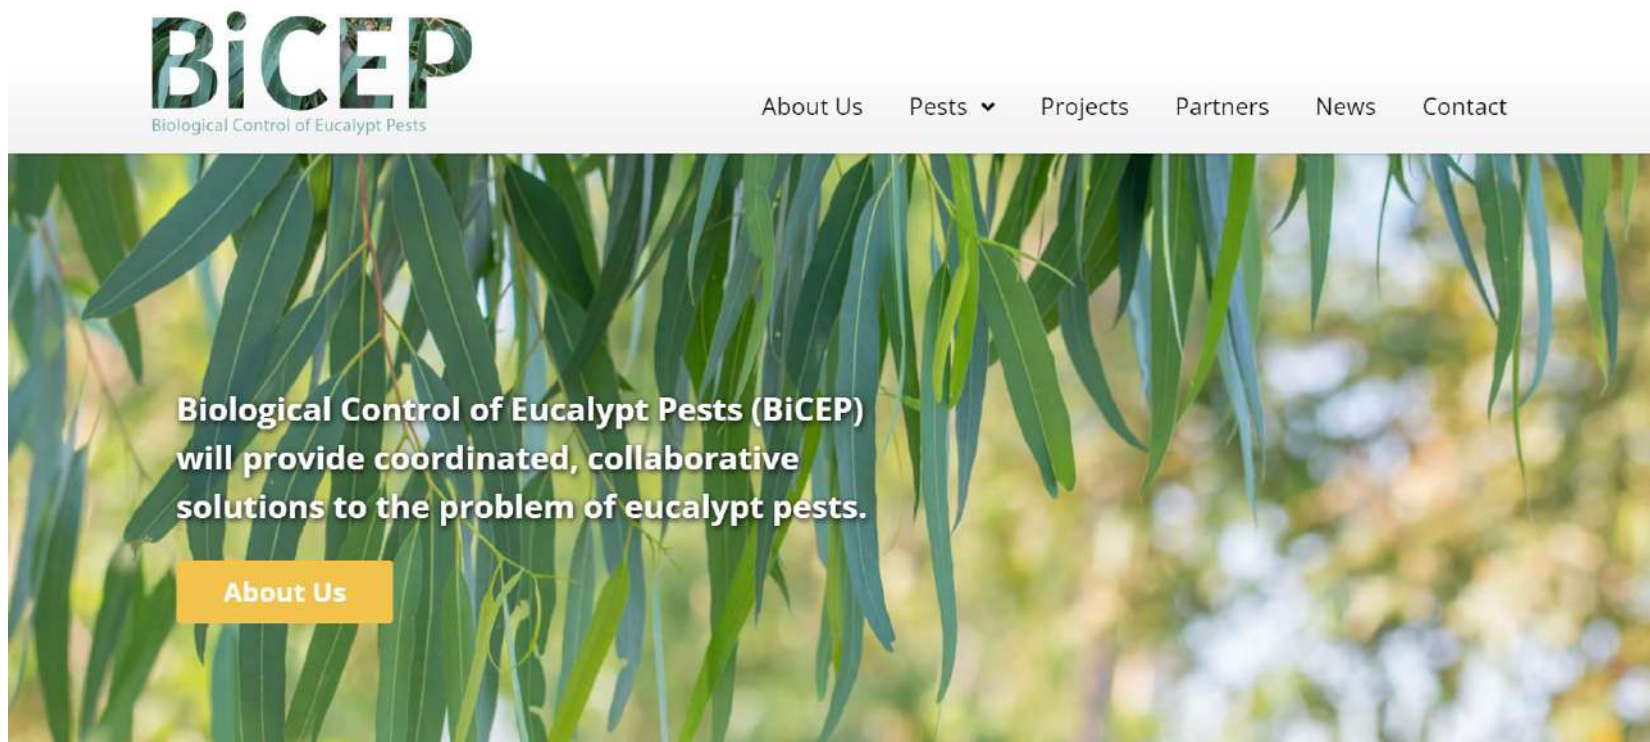 BiCEP
Biological Control of Eucalypt Pests
About Us Pests Projects Partners News Contact
Biological Control of Eucalypt Pests (BiCEP)
will provide coordinated, collaborative
solutions to the problem of eucalypt pests.
About Us